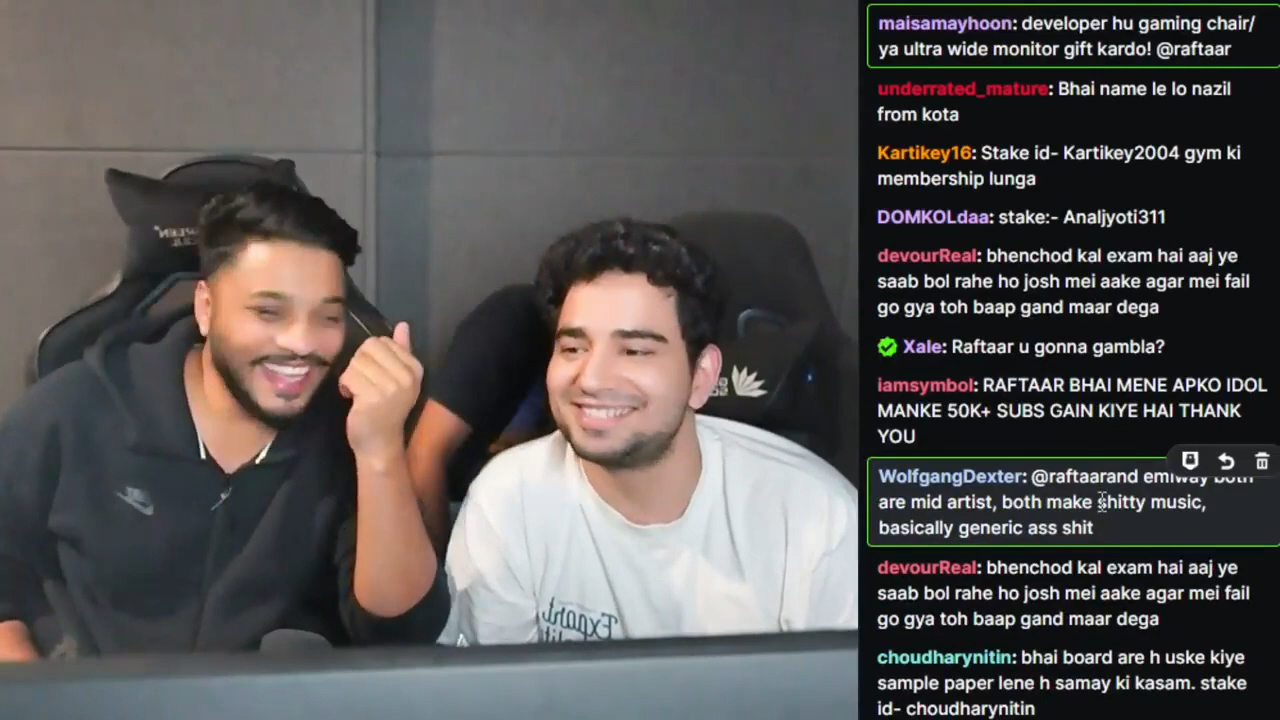 maisamayhoon: developer hu gaming chair/
ya ultra wide monitor gift kardo! @raftaar
underrated_mature: Bhai name le lo nazil
from kota
Kartikey16: Stake id- Kartikey2004 gym ki
membership lunga
DOMKOLdaa: stake:- Analjyoti311
devourReal: bhenchod kal exam hai aaj ye
saab bol rahe ho josh mei aake agar mei fail
go gya toh baap gand maar dega
Xale: Raftaar u gonna gambla?
iamsymbol: RAFTAAR BHAI MENE APKO IDOL
MANKE 50K+ SUBS GAIN KIYE HAI THANK
YOU
WolfgangDexter: @raftaarand emiway both
are mid artist, both make shitty music,
basically generic ass shit
devourReal: bhenchod kal exam hai aaj ye
saab bol rahe ho josh mei aake agar mei fail
go gya toh baap gand maar dega
choudharynitin: bhai board are h uske kiye
sample paper lene h samay ki kasam. stake
id- choudharynitin
Export